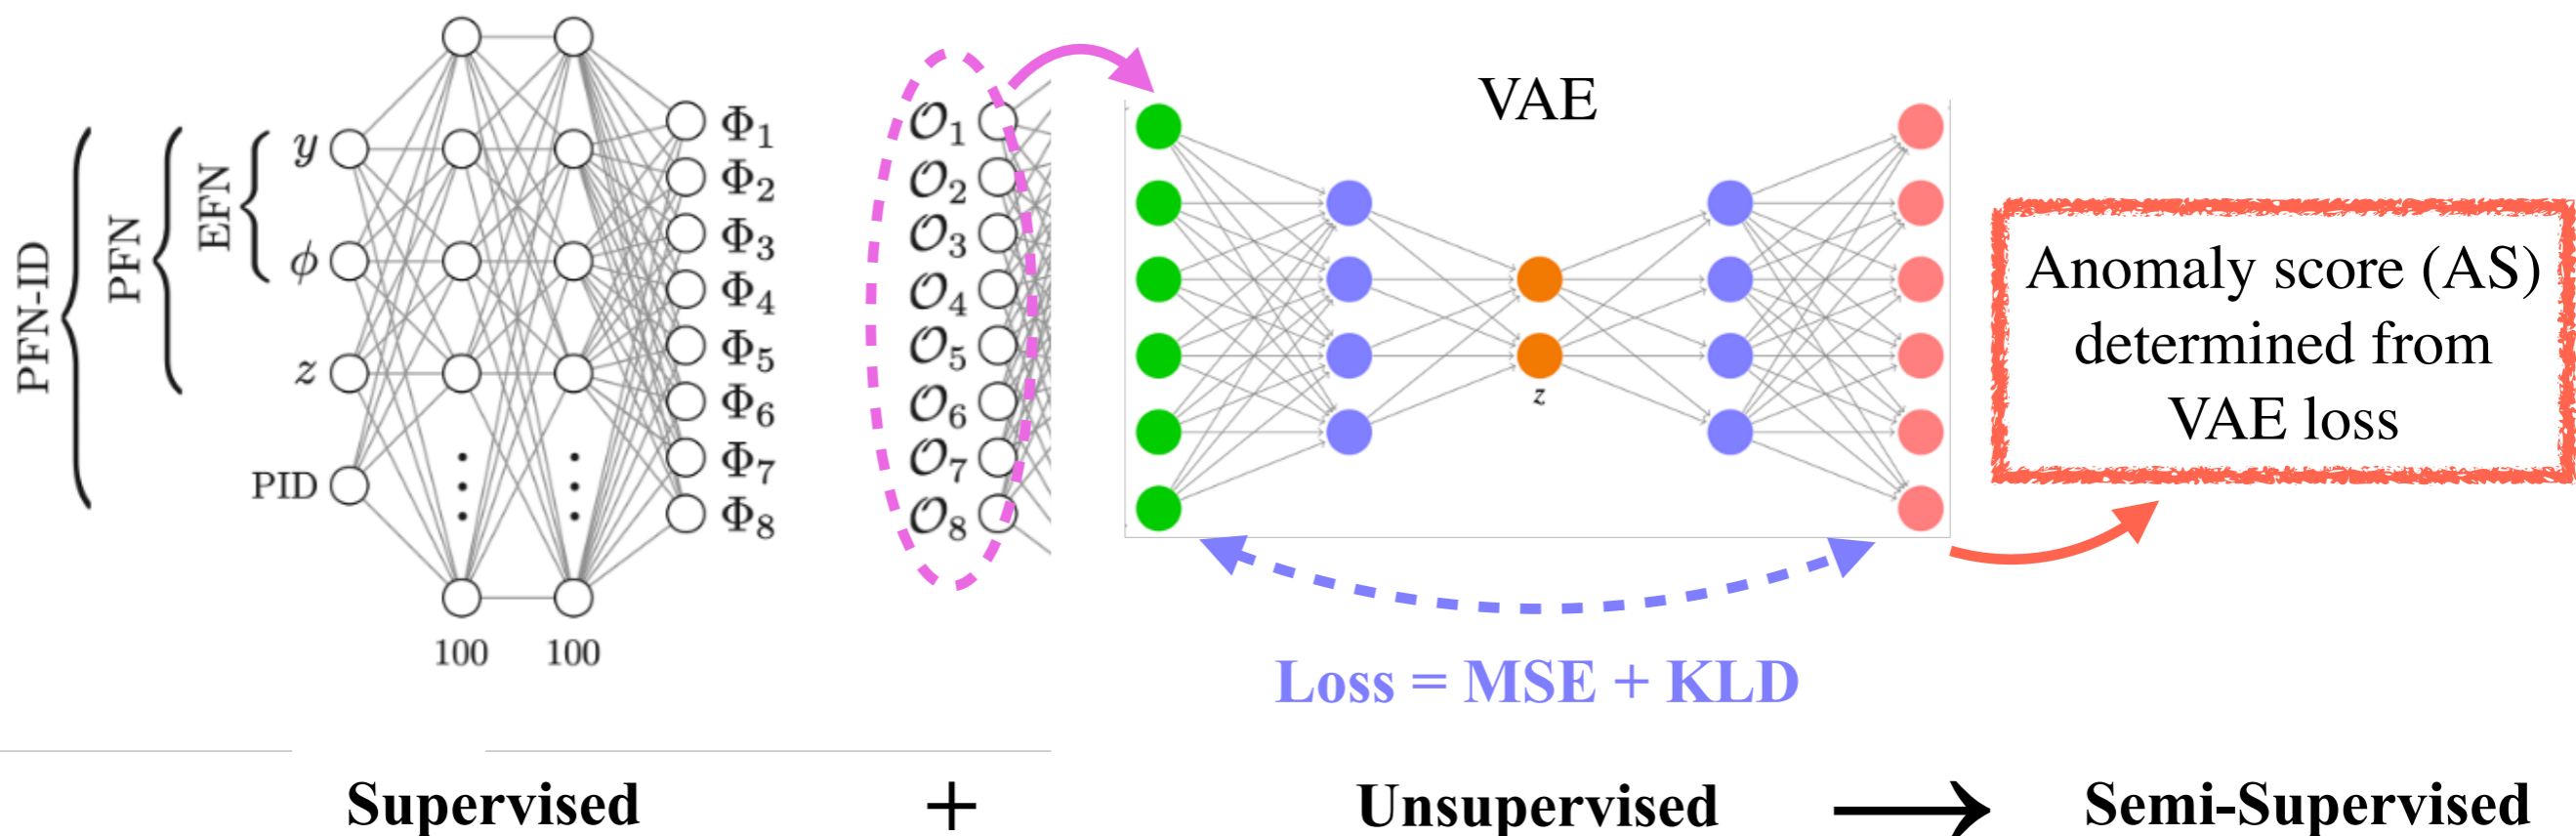 PFN-ID
PFN
EFN
y
ϕ
z
PID
100
100
Φ₁
Φ₂
Φ₃
Φ₄
Φ₅
Φ₆
Φ₇
Φ₈
𝒪₁
𝒪₂
𝒪₃
𝒪₄
𝒪₅
𝒪₆
𝒪₇
𝒪₈
VAE
z
Loss = MSE + KLD
Anomaly score (AS)
determined from
VAE loss
Supervised + Unsupervised ⟶ Semi-Supervised